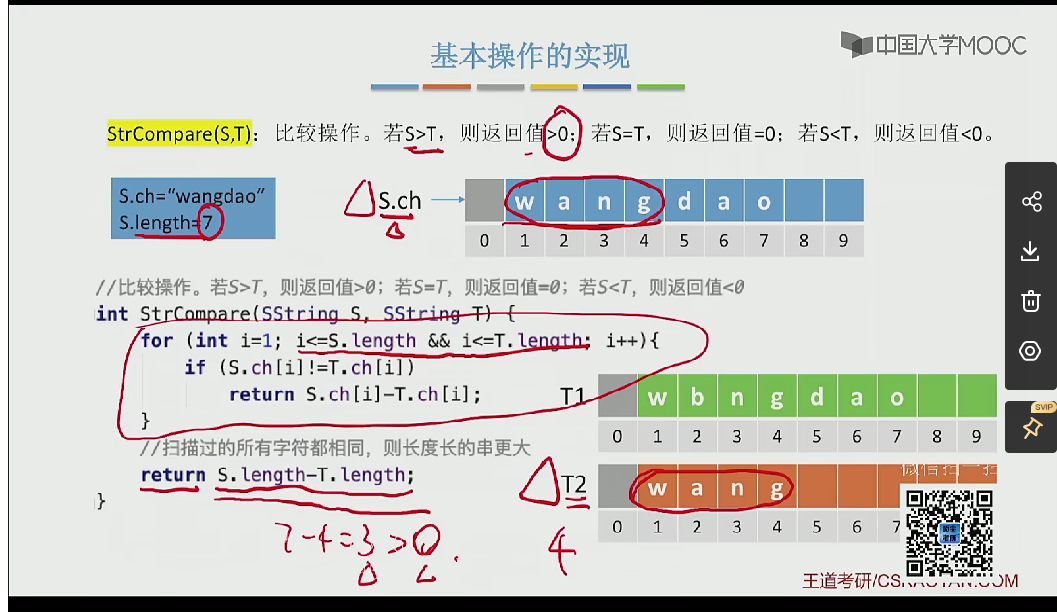 中国大学MOOC
基本操作的实现
StrCompare(S,T)：比较操作。若S>T，则返回值>0；若S=T，则返回值=0；若S<T，则返回值<0。
S.ch="wangdao"
S.length=7
S.ch
w a n g d a o
0 1 2 3 4 5 6 7 8 9
//比较操作。若S>T，则返回值>0；若S=T，则返回值=0；若S<T，则返回值<0
int StrCompare(SString S, SString T) {
for (int i=1; i<=S.length && i<=T.length; i++){
if (S.ch[i]!=T.ch[i])
return S.ch[i]-T.ch[i];
}
//扫描过的所有字符都相同，则长度长的串更大
return S.length-T.length;
}
T1
w b n g d a o
0 1 2 3 4 5 6 7 8 9
T2
w a n g
0 1 2 3 4 5 6 7
7-4=3>0
4
微信扫一扫
SVIP
王道考研/CSKAOYAN.COM